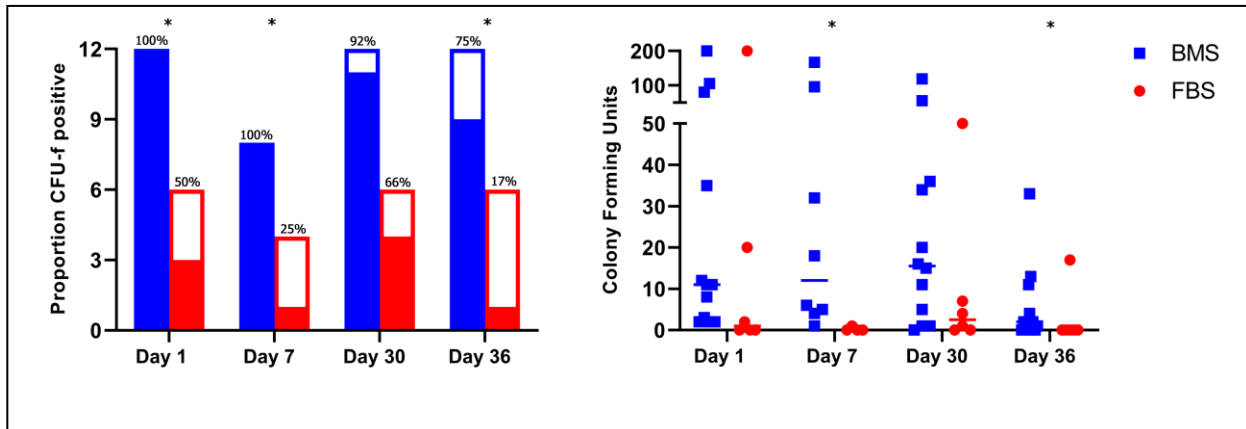 * * *
100% 92% 75%
12
100%
9
50% 66% 17%
6
25%
3
0
Day 1 Day 7 Day 30 Day 36
Proportion CFU-f positive
* *
200
100
50
40
30
20
10
0
Day 1 Day 7 Day 30 Day 36
Colony Forming Units
BMS
FBS